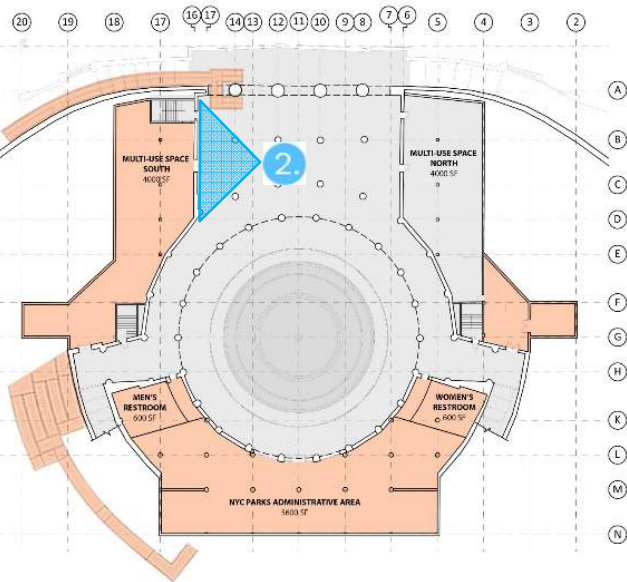 20 19 18 17 16 17 14 13 12 11 10 9 8 7 6 5 4 3 2
A
B
MULTI-USE SPACE
SOUTH
4000 SF
MULTI-USE SPACE
NORTH
4000 SF
2.
C
D
E
F
G
H
MEN'S
RESTROOM
600 SF
WOMEN'S
RESTROOM
600 SF
K
L
M
NYC PARKS ADMINISTRATIVE AREA
5600 SF
N